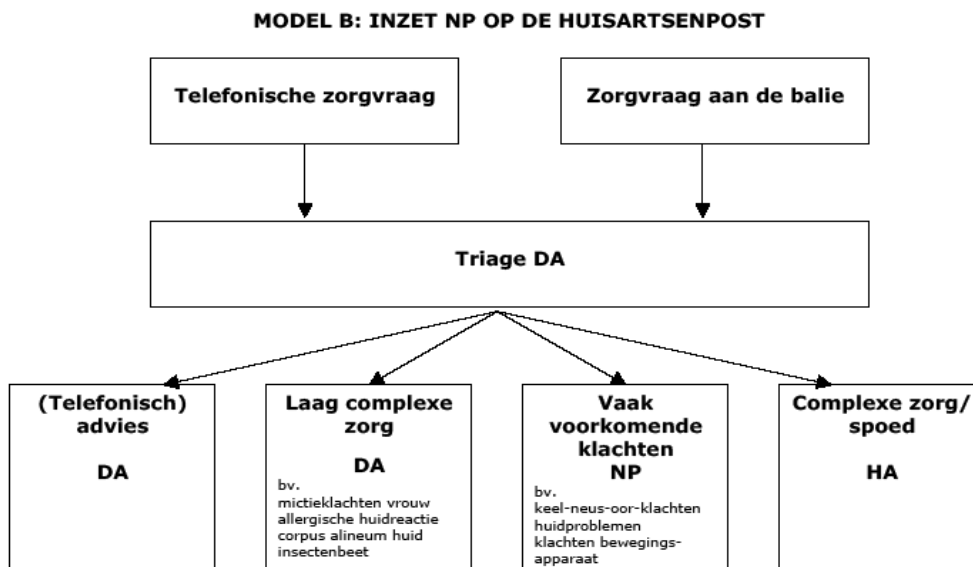 MODEL B: INZET NP OP DE HUISARTSENPOST
Telefonische zorgvraag
Zorgvraag aan de balie
Triage DA
(Telefonisch)
advies
DA
Laag complexe
zorg
DA
bv.
mictieklachten vrouw
allergische huidreactie
corpus alineum huid
insectenbeet
Vaak
voorkomende
klachten
NP
bv.
keel-neus-oor-klachten
huidproblemen
klachten bewegings-
apparaat
Complexe zorg/
spoed
HA